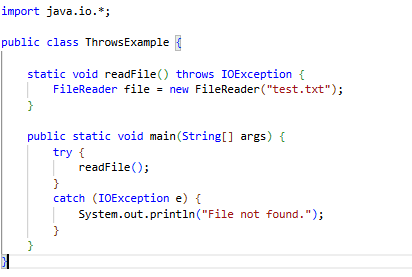 import java.io.*;
public class ThrowsExample {
static void readFile() throws IOException {
FileReader file = new FileReader("test.txt");
}
public static void main(String[] args) {
try {
readFile();
}
catch (IOException e) {
System.out.println("File not found.");
}
}
}